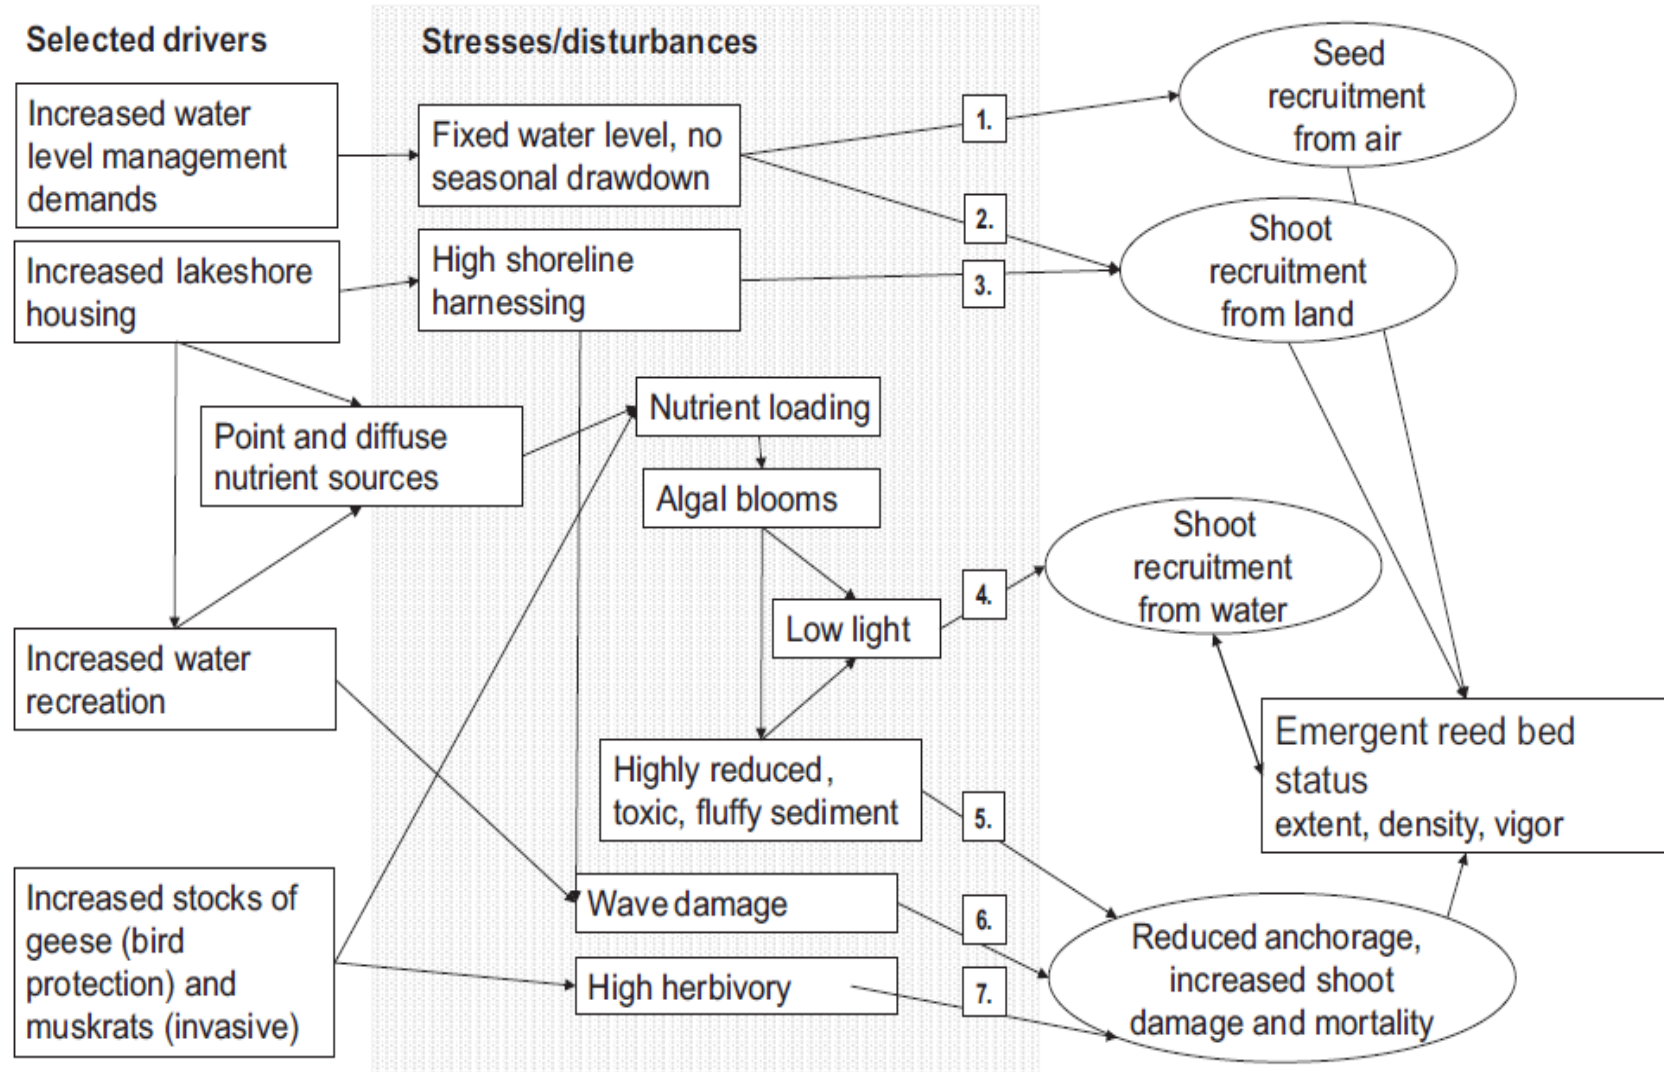 Selected drivers
Stresses/disturbances
Increased water
level management
demands
Fixed water level, no
seasonal drawdown
1.
2.
Seed
recruitment
from air
Increased lakeshore
housing
High shoreline
harnessing
3.
Shoot
recruitment
from land
Point and diffuse
nutrient sources
Nutrient loading
Algal blooms
Low light
4.
Shoot
recruitment
from water
Increased water
recreation
Highly reduced,
toxic, fluffy sediment
5.
Emergent reed bed
status
extent, density, vigor
Increased stocks of
geese (bird
protection) and
muskrats (invasive)
Wave damage
6.
High herbivory
7.
Reduced anchorage,
increased shoot
damage and mortality